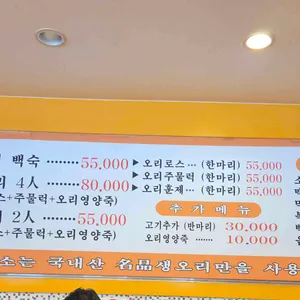 백숙 ········ 55,000
리 4人 ········ 80,000
스+주물럭+오리영양죽)
리 2人 ········ 55,000
+주물럭+오리영양죽)
▶오리로스··· (한마리) 55,000
▶오리주물럭 (한마리) 55,000
▶오리훈제··· (한마리) 55,000
추가메뉴
고기추가 (반마리) 30,000
오리영양죽 ········ 10,000
소는 국내산 名品생오리만을 사용